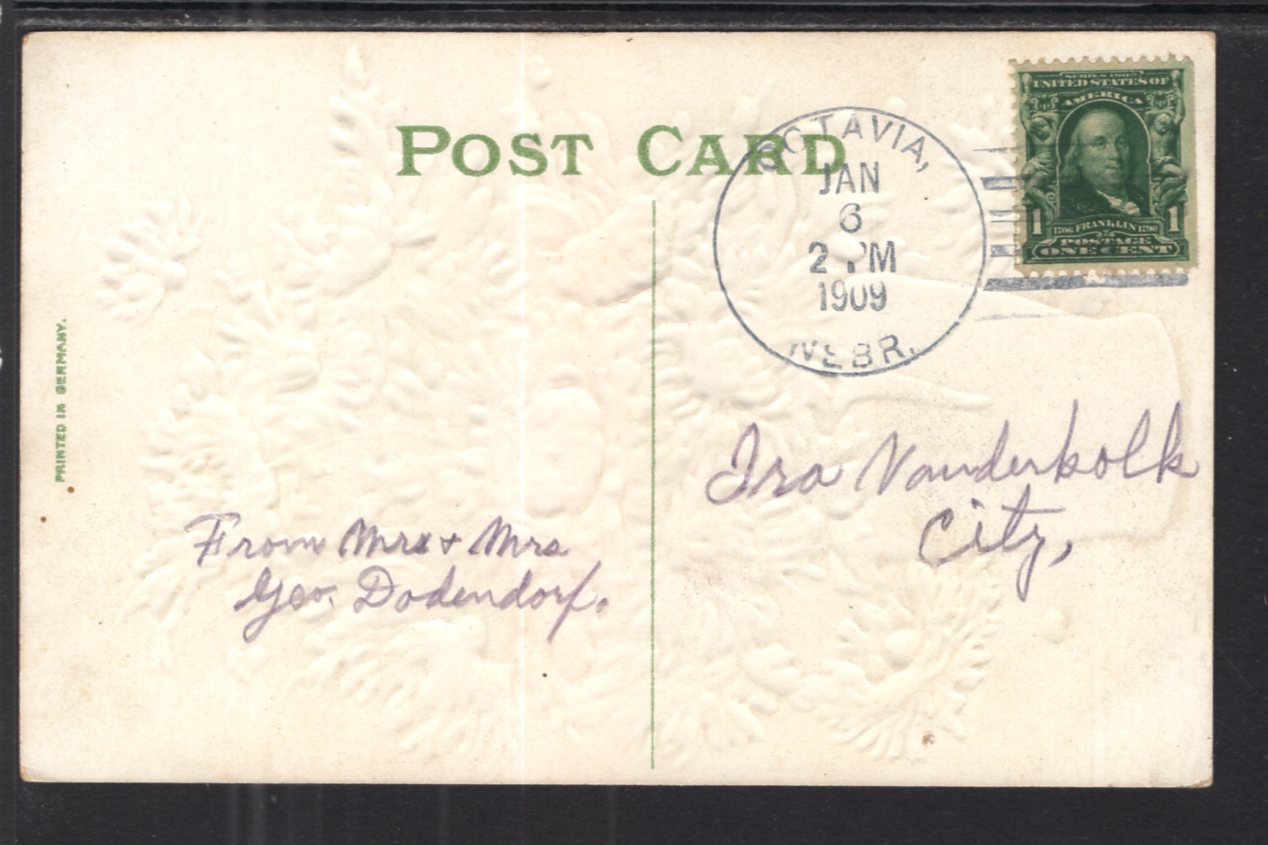 POST CARD
OCTAVIA,
JAN
6
2 PM
1909
NEBR.
SERIES 1902
UNITED STATES OF
AMERICA
1 1
1706 FRANKLIN 1790
POSTAGE
ONE CENT
PRINTED IN GERMANY.
Ira Vanderkolk
City,
From Mrs + Mrs
Geo. Dodendorf.